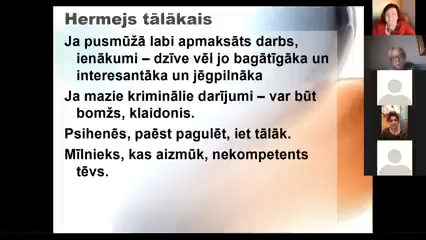 Hermejs tālākais
Ja pusmūžā labi apmaksāts darbs,
ienākumi – dzīve vēl jo bagātīgāka un
interesantāka un jēgpilnāka
Ja mazie kriminālie darījumi – var būt
bomžs, klaidonis.
Psihenēs, paēst pagulēt, iet tālāk.
Mīlnieks, kas aizmūk, nekompetents
tēvs.